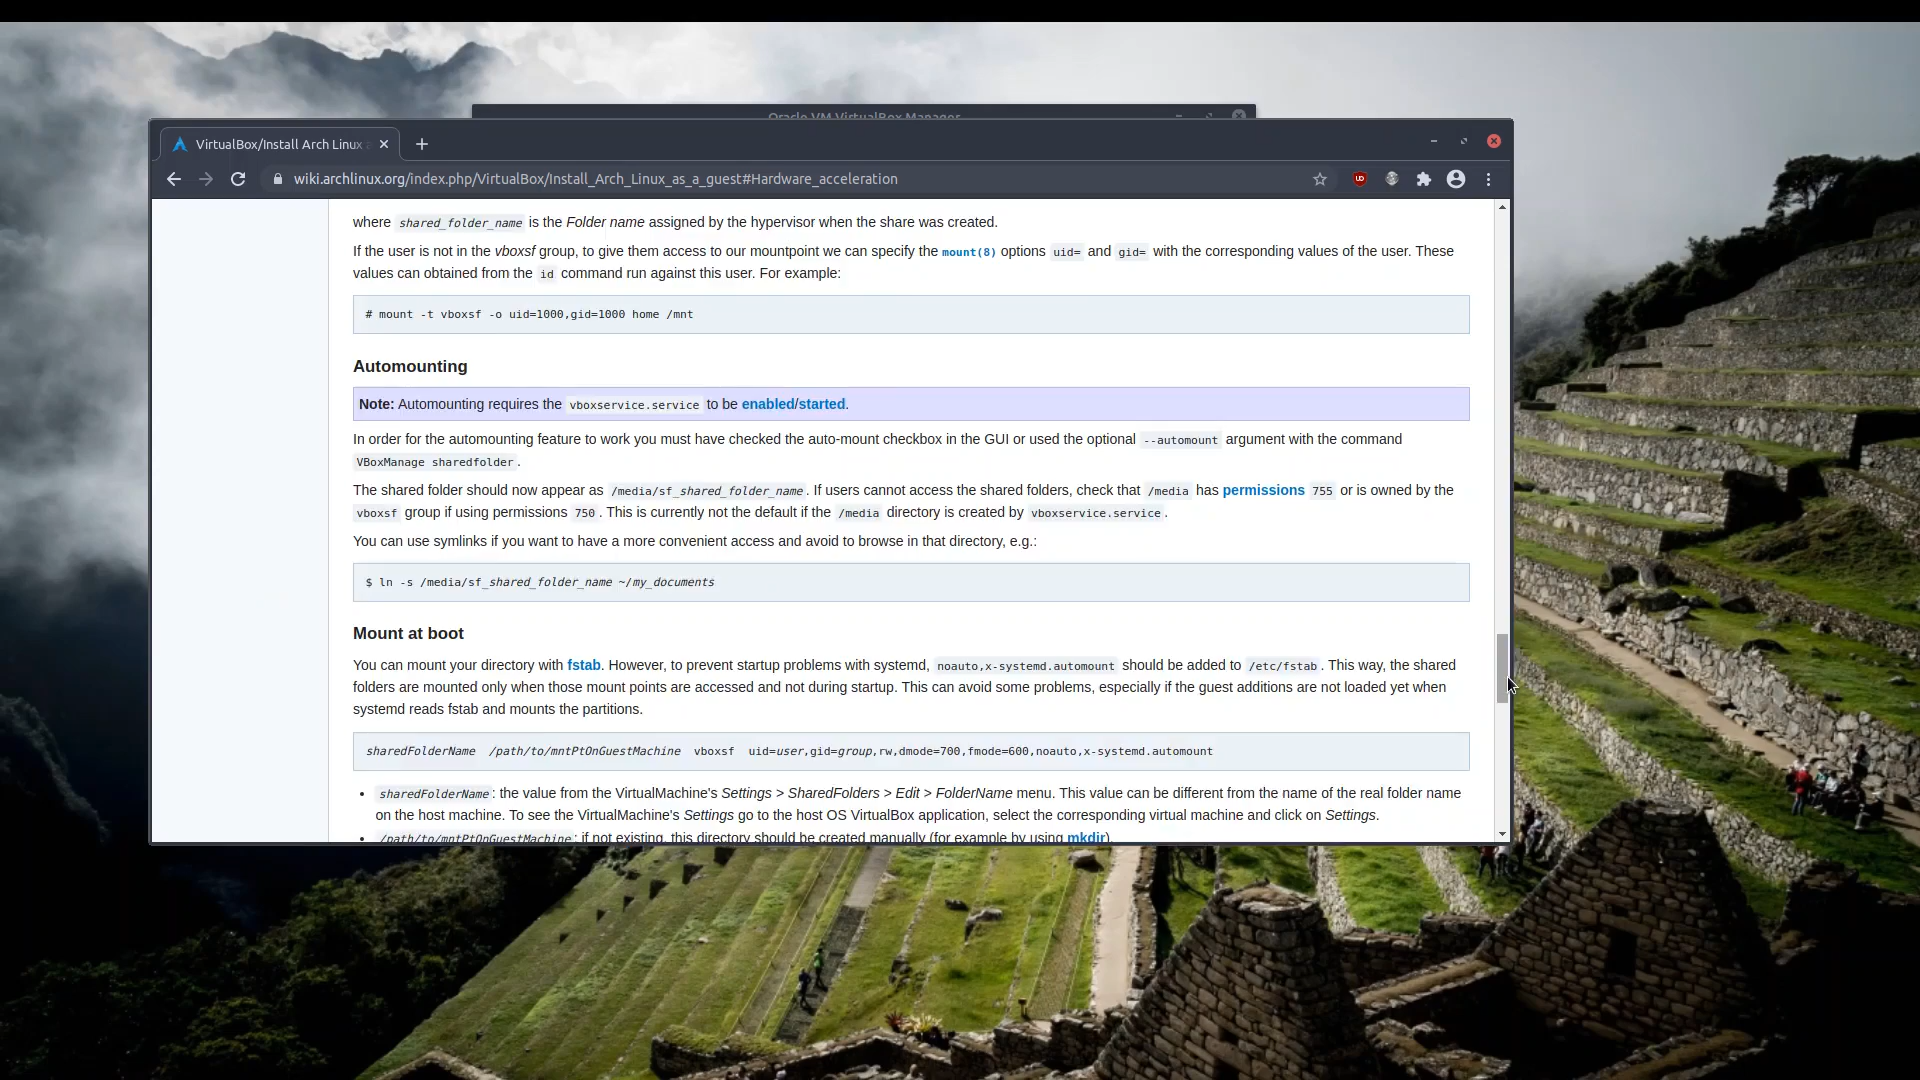 Oracle VM VirtualBox Manager
VirtualBox/Install Arch Linux a
wiki.archlinux.org/index.php/VirtualBox/Install_Arch_Linux_as_a_guest#Hardware_acceleration
where shared_folder_name is the Folder name assigned by the hypervisor when the share was created.
If the user is not in the vboxsf group, to give them access to our mountpoint we can specify the mount(8) options uid= and gid= with the corresponding values of the user. These
values can obtained from the id command run against this user. For example:
# mount -t vboxsf -o uid=1000,gid=1000 home /mnt
Automounting
Note: Automounting requires the vboxservice.service to be enabled/started.
In order for the automounting feature to work you must have checked the auto-mount checkbox in the GUI or used the optional --automount argument with the command
VBoxManage sharedfolder.
The shared folder should now appear as /media/sf_shared_folder_name. If users cannot access the shared folders, check that /media has permissions 755 or is owned by the
vboxsf group if using permissions 750. This is currently not the default if the /media directory is created by vboxservice.service.
You can use symlinks if you want to have a more convenient access and avoid to browse in that directory, e.g.:
$ ln -s /media/sf_shared_folder_name ~/my_documents
Mount at boot
You can mount your directory with fstab. However, to prevent startup problems with systemd, noauto,x-systemd.automount should be added to /etc/fstab. This way, the shared
folders are mounted only when those mount points are accessed and not during startup. This can avoid some problems, especially if the guest additions are not loaded yet when
systemd reads fstab and mounts the partitions.
sharedFolderName /path/to/mntPtOnGuestMachine vboxsf uid=user,gid=group,rw,dmode=700,fmode=600,noauto,x-systemd.automount
• sharedFolderName: the value from the VirtualMachine's Settings > SharedFolders > Edit > FolderName menu. This value can be different from the name of the real folder name
on the host machine. To see the VirtualMachine's Settings go to the host OS VirtualBox application, select the corresponding virtual machine and click on Settings.
• /path/to/mntPtOnGuestMachine: if not existing, this directory should be created manually (for example by using mkdir).